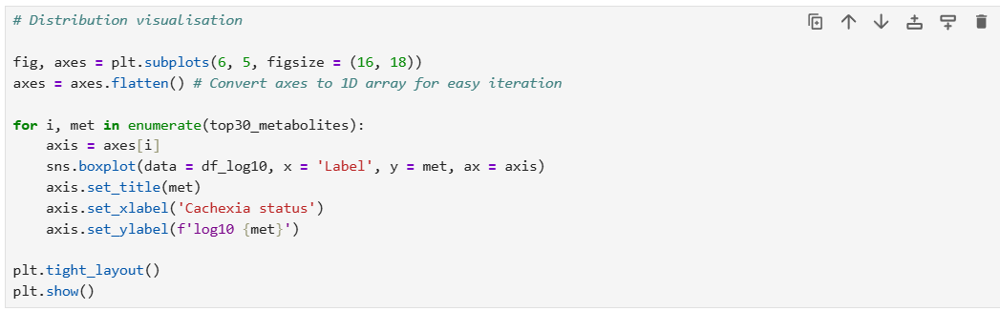 # Distribution visualisation

fig, axes = plt.subplots(6, 5, figsize = (16, 18))
axes = axes.flatten() # Convert axes to 1D array for easy iteration

for i, met in enumerate(top30_metabolites):
    axis = axes[i]
    sns.boxplot(data = df_log10, x = 'Label', y = met, ax = axis)
    axis.set_title(met)
    axis.set_xlabel('Cachexia status')
    axis.set_ylabel(f'log10 {met}')

plt.tight_layout()
plt.show()